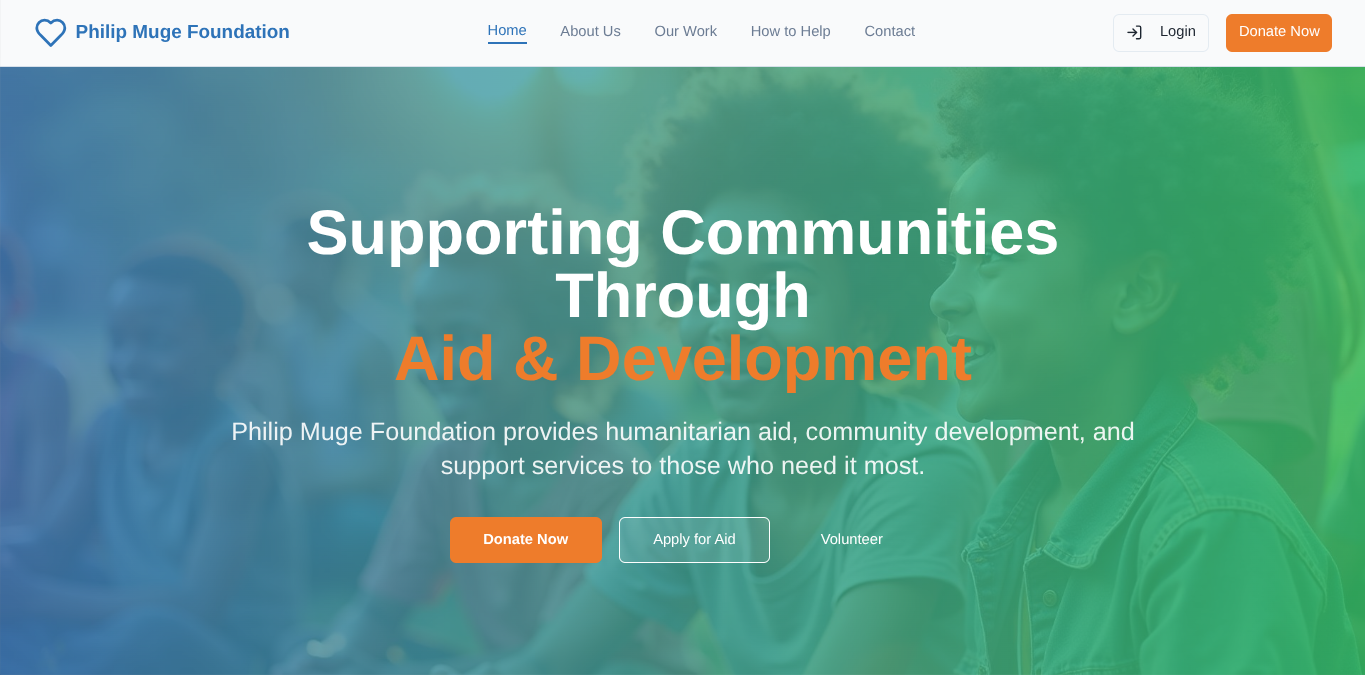 Philip Muge Foundation
Home
About Us
Our Work
How to Help
Contact
Login
Donate Now
Supporting Communities
Through
Aid & Development
Philip Muge Foundation provides humanitarian aid, community development, and
support services to those who need it most.
Donate Now
Apply for Aid
Volunteer